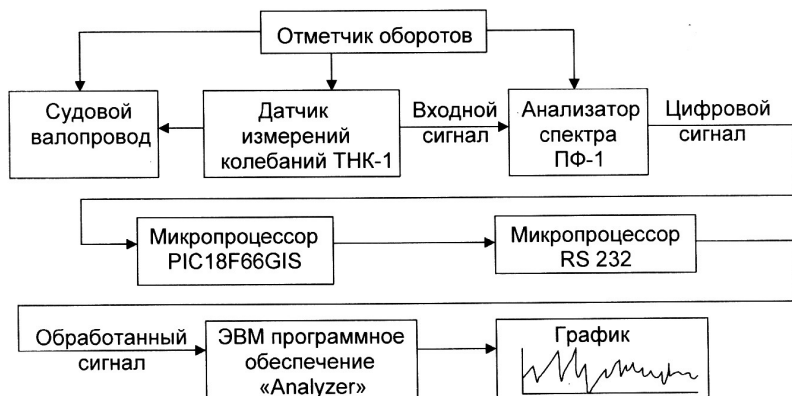 Отметчик оборотов
Судовой
валопровод
Датчик
измерений
колебаний ТНК-1
Входной
сигнал
Анализатор
спектра
ПФ-1
Цифровой
сигнал
Микропроцессор
PIC18F66GIS
Микропроцессор
RS 232
Обработанный
сигнал
ЭВМ программное
обеспечение
«Analyzer»
График